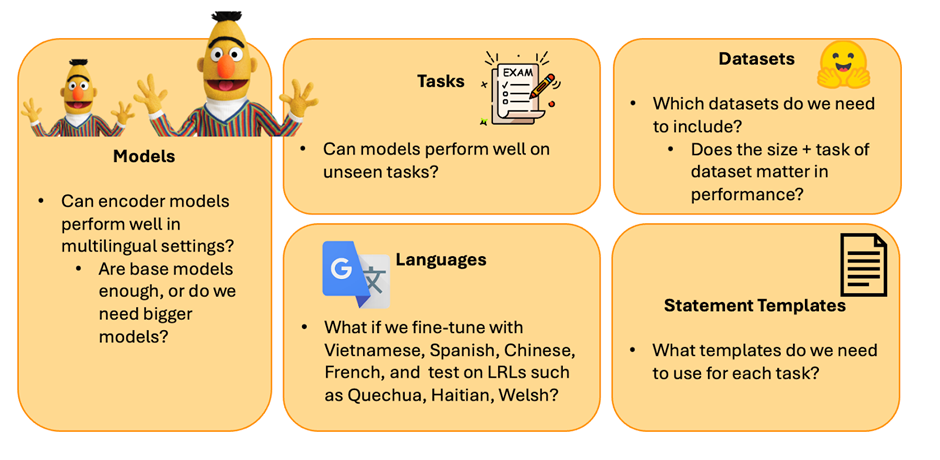 Models
• Can encoder models
perform well in
multilingual settings?
• Are base models
enough, or do we
need bigger
models?
Tasks
EXAM
• Can models perform well on
unseen tasks?
Datasets
• Which datasets do we need
to include?
• Does the size + task of
dataset matter in
performance?
G 文
Languages
• What if we fine-tune with
Vietnamese, Spanish, Chinese,
French, and test on LRLs such
as Quechua, Haitian, Welsh?
Statement Templates
• What templates do we need
to use for each task?